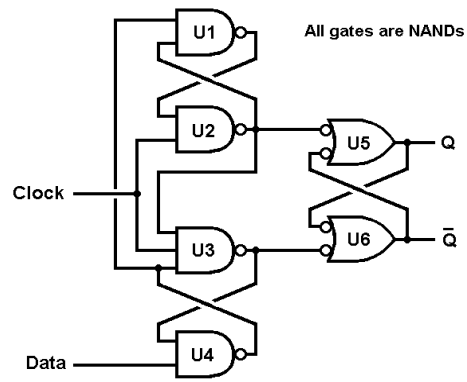 U1
All gates are NANDs
U2
U5
Q
Clock
U3
U6
Q̅
U4
Data